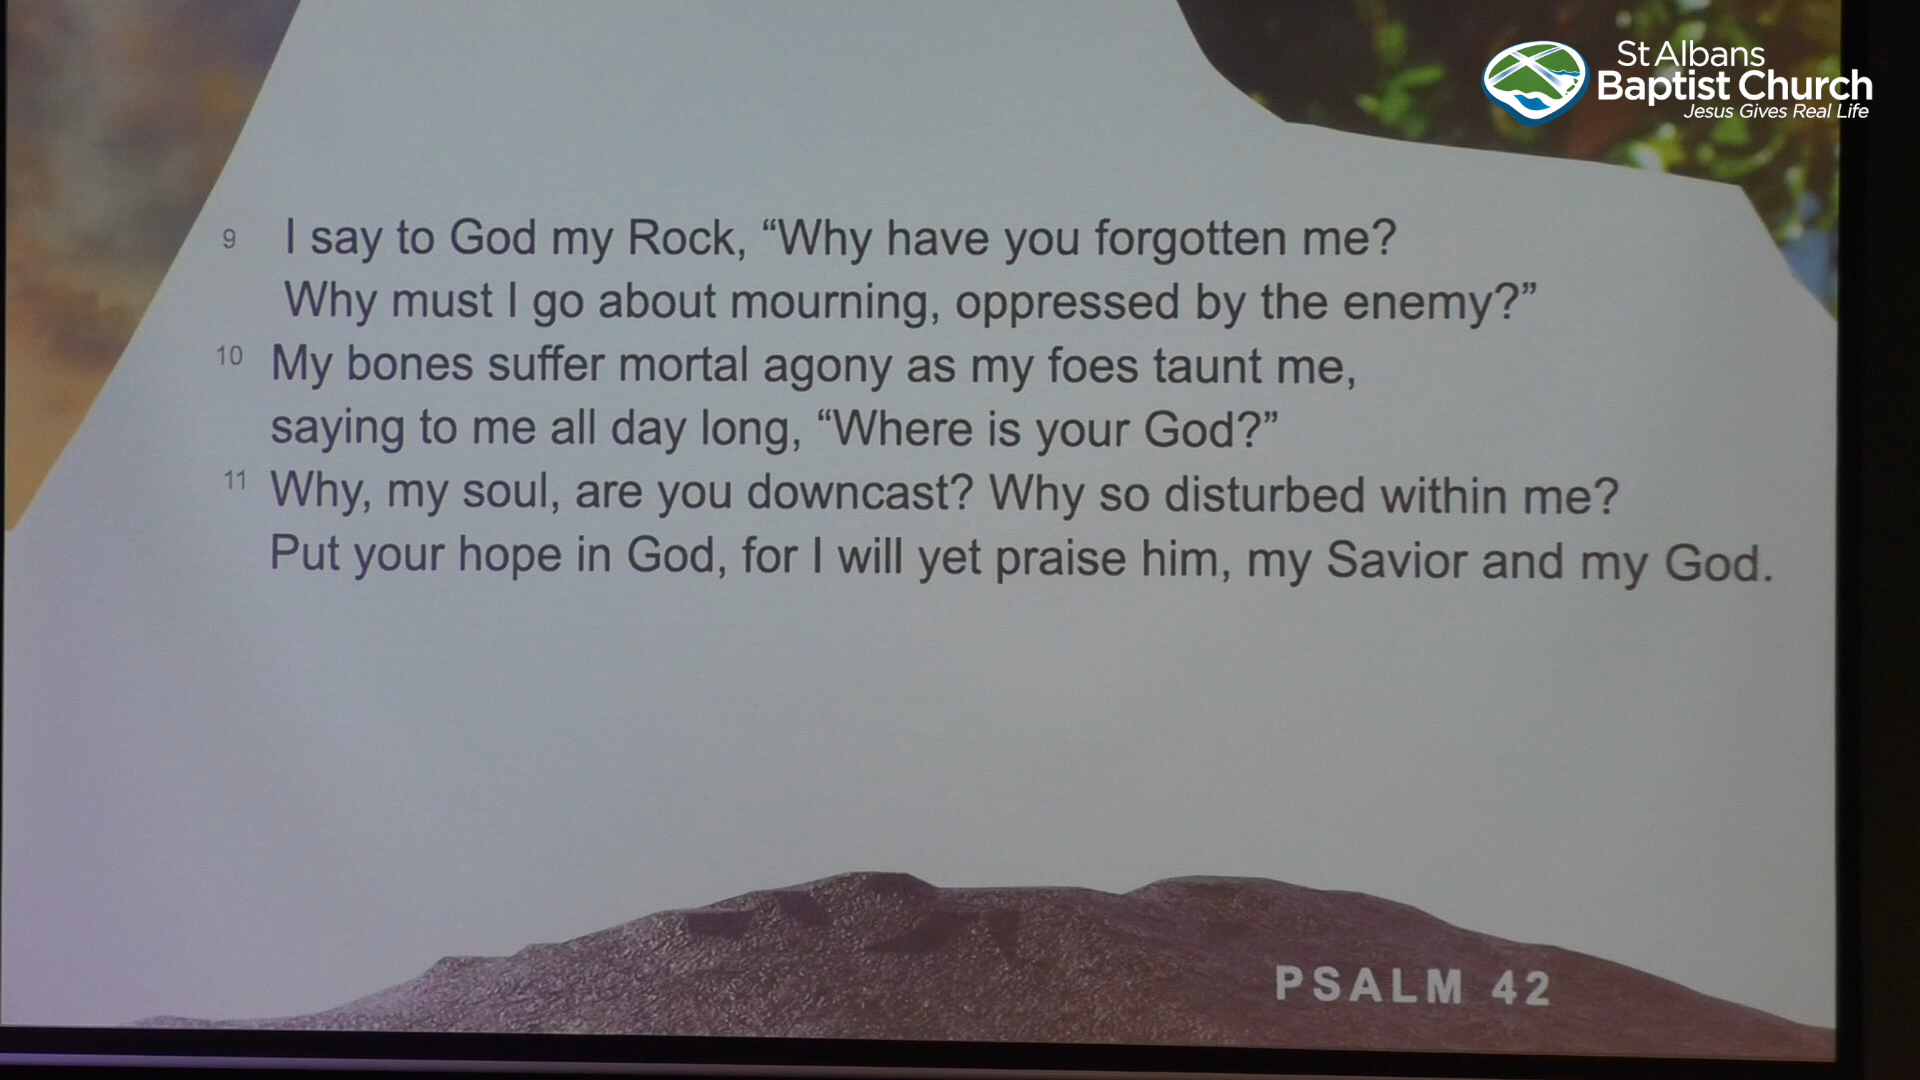 St Albans
Baptist Church
Jesus Gives Real Life
9 I say to God my Rock, “Why have you forgotten me?
Why must I go about mourning, oppressed by the enemy?”
10 My bones suffer mortal agony as my foes taunt me,
saying to me all day long, “Where is your God?”
11 Why, my soul, are you downcast? Why so disturbed within me?
Put your hope in God, for I will yet praise him, my Savior and my God.
PSALM 42